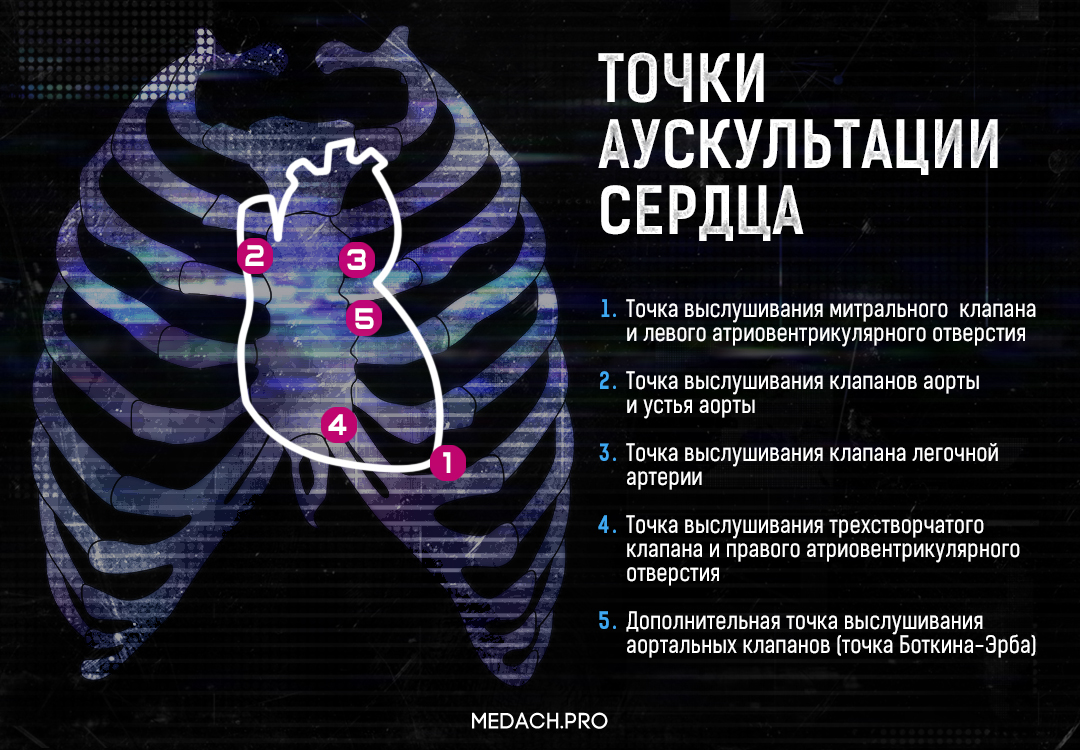 ТОЧКИ
АУСКУЛЬТАЦИИ
СЕРДЦА
2
3
5
4
1
1. Точка выслушивания митрального клапана
и левого атриовентрикулярного отверстия
2. Точка выслушивания клапанов аорты
и устья аорты
3. Точка выслушивания клапана легочной
артерии
4. Точка выслушивания трехстворчатого
клапана и правого атриовентрикулярного
отверстия
5. Дополнительная точка выслушивания
аортальных клапанов (точка Боткина-Эрба)
MEDACH.PRO